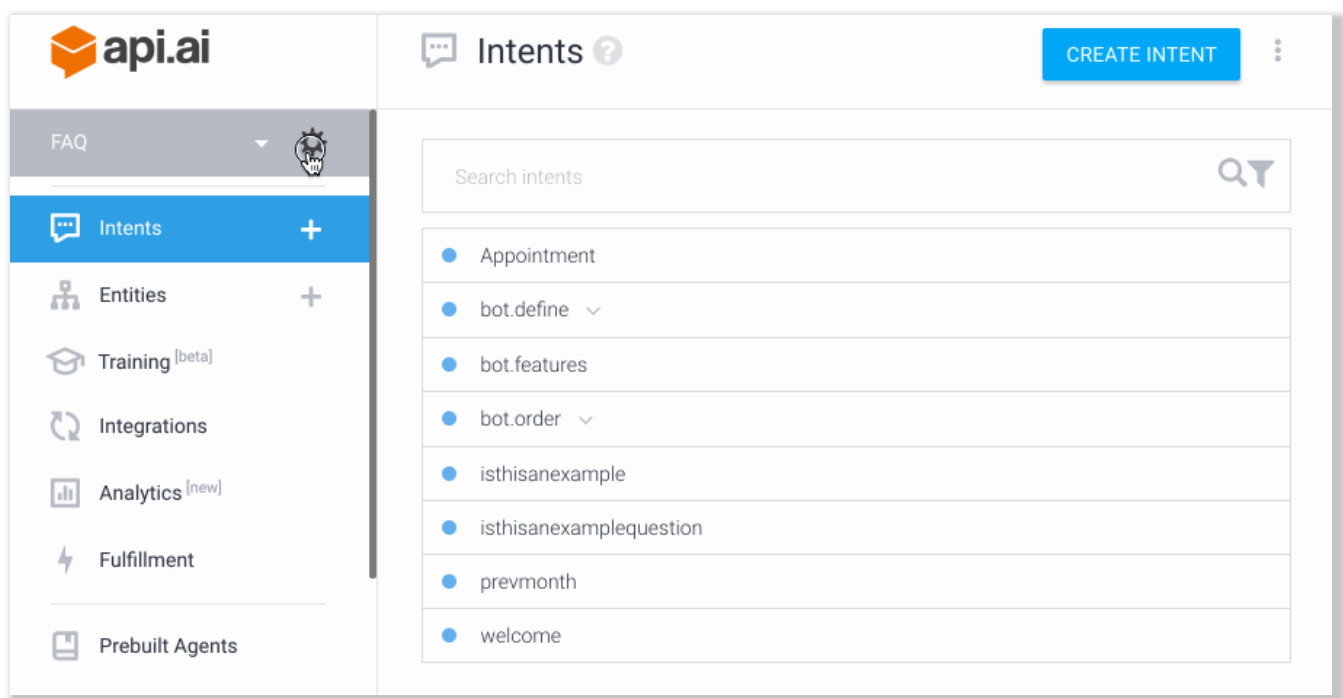 api.ai
Intents ?
CREATE INTENT
FAQ
Intents
Entities
Training [beta]
Integrations
Analytics [new]
Fulfillment
Prebuilt Agents
Search intents
Appointment
bot.define
bot.features
bot.order
isthisanexample
isthisanexamplequestion
prevmonth
welcome